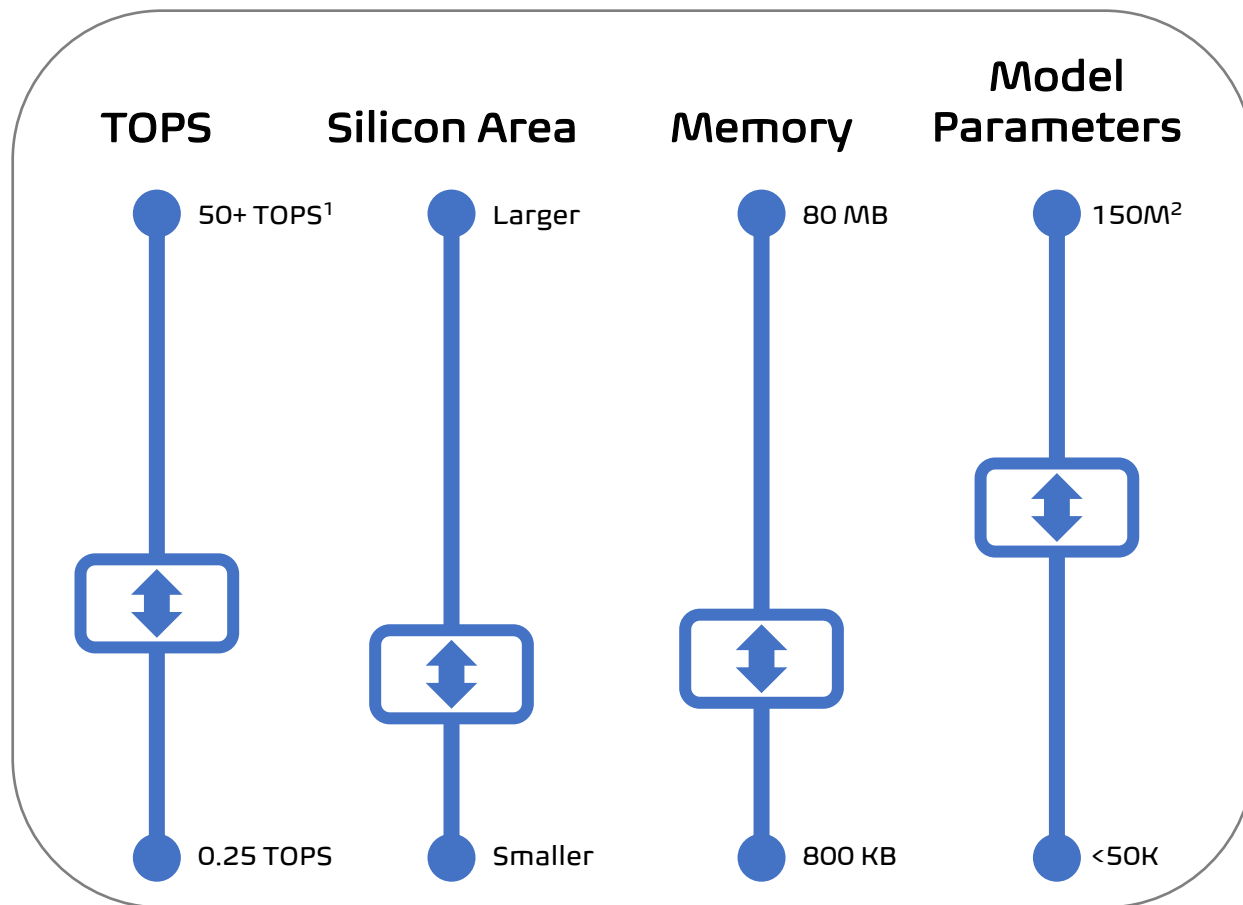 TOPS
Silicon Area
Memory
Model
Parameters
50+ TOPS¹
Larger
80 MB
150M²
0.25 TOPS
Smaller
800 KB
<50K